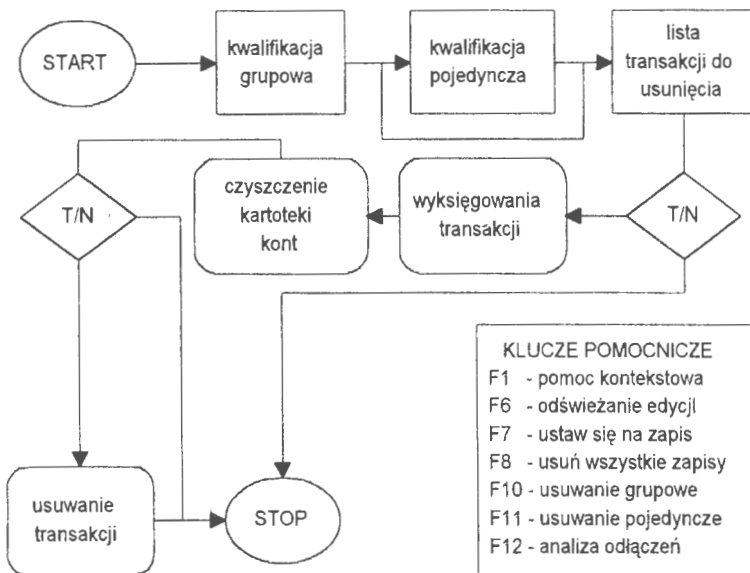 START
kwalifikacja
grupowa
kwalifikacja
pojedyncza
lista
transakcji do
usunięcia
T/N
czyszczenie
kartoteki
kont
wyksięgowania
transakcji
T/N
usuwanie
transakcji
STOP
KLUCZE POMOCNICZE
F1 - pomoc kontekstowa
F6 - odświeżanie edycji
F7 - ustaw się na zapis
F8 - usuń wszystkie zapisy
F10 - usuwanie grupowe
F11 - usuwanie pojedyncze
F12 - analiza odłączeń